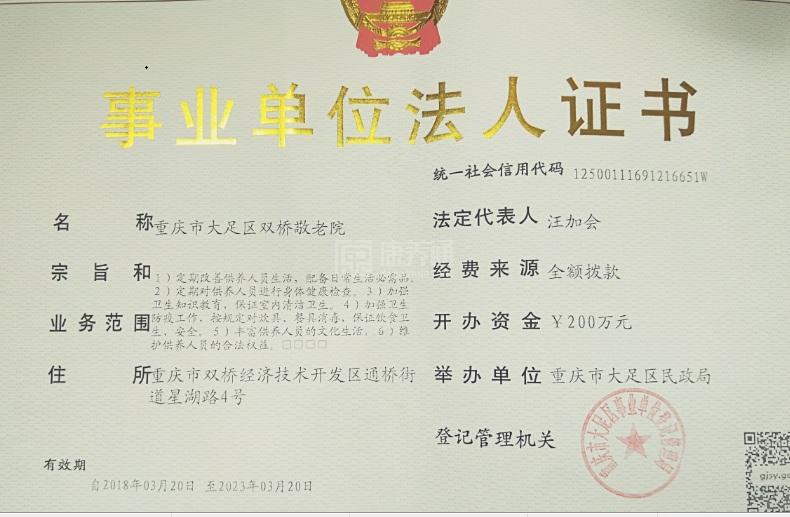 事业单位法人证书
统一社会信用代码 12500111691216651W
名称 重庆市大足区双桥敬老院
法定代表人 汪加会
宗旨和
业务范围
1）定期改善供养人员生活，配备日常生活必需品。
2）定期对供养人员进行身体健康检查。3）加强
卫生知识教育，保证室内清洁卫生。4）加强卫生
防疫工作，按规定对炊具、餐具消毒，保证饮食卫
生、安全。5）丰富供养人员的文化生活。6）维
护供养人员的合法权益。□□□□
经费来源 全额拨款
开办资金 ￥200万元
住所 重庆市双桥经济技术开发区通桥街
道星湖路4号
举办单位 重庆市大足区民政局
登记管理机关
有效期
自2018年03月20日 至2023年03月20日
康养通
gjsy.go